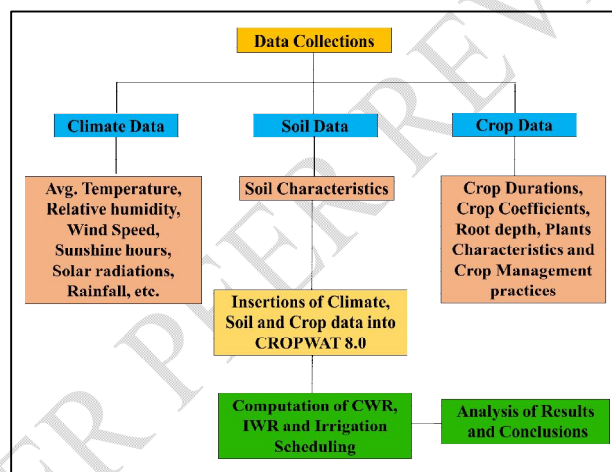 Data Collections
Climate Data
Soil Data
Crop Data
Avg. Temperature,
Relative humidity,
Wind Speed,
Sunshine hours,
Solar radiations,
Rainfall, etc.
Soil Characteristics
Crop Durations,
Crop Coefficients,
Root depth, Plants
Characteristics and
Crop Management
practices
Insertions of Climate,
Soil and Crop data into
CROPWAT 8.0
Computation of CWR,
IWR and Irrigation
Scheduling
Analysis of Results
and Conclusions
PEER REV